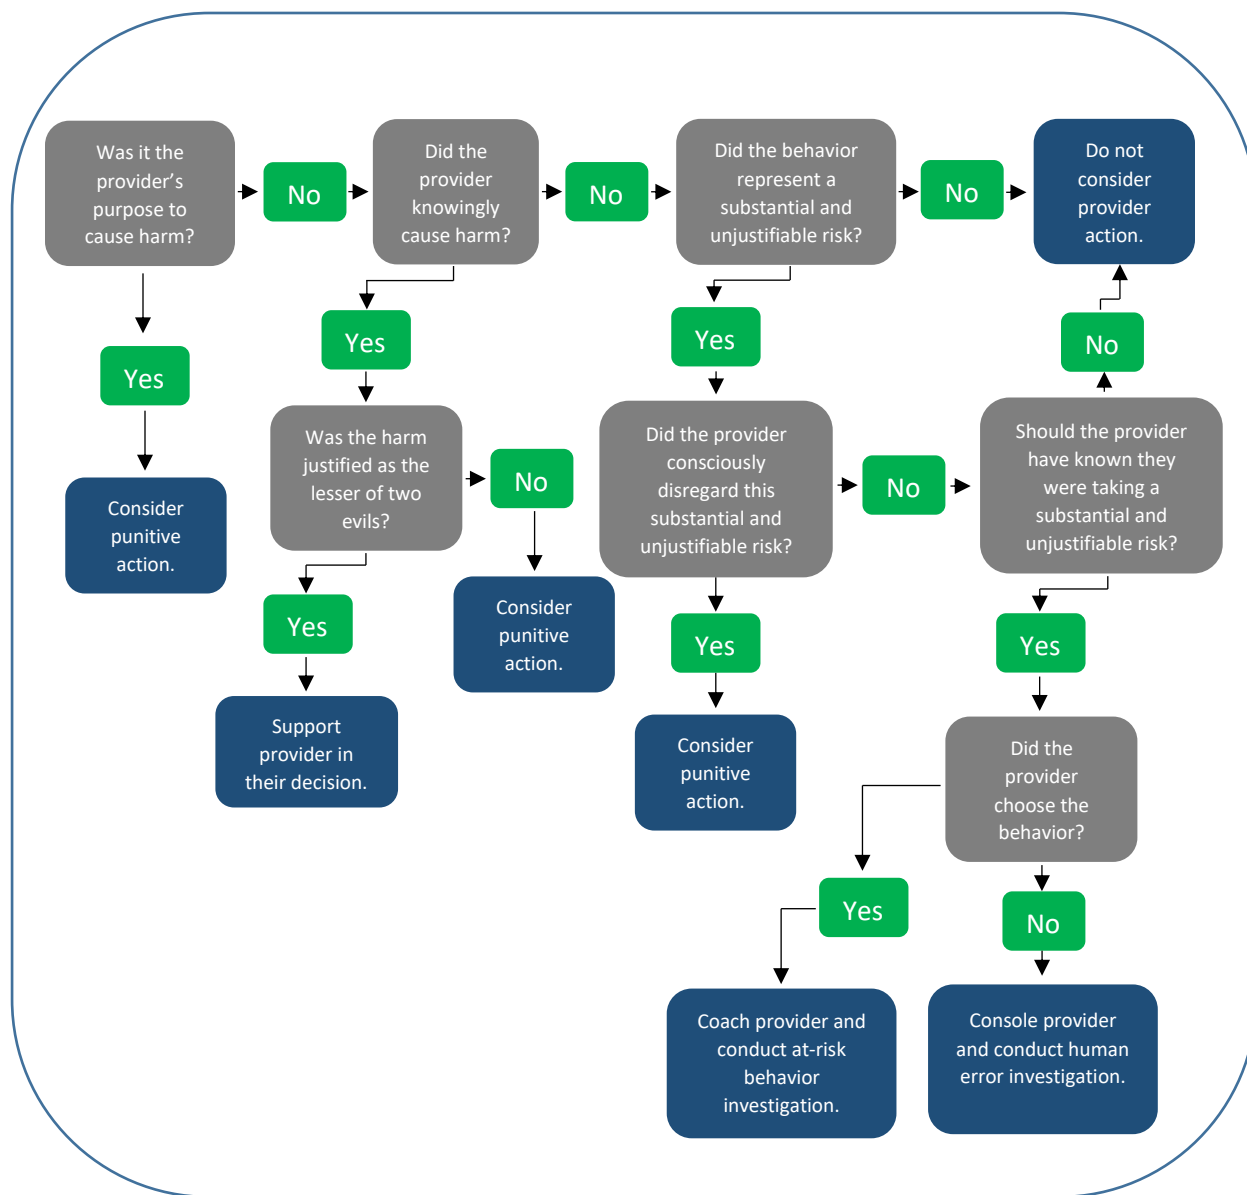 Was it the
provider’s
purpose to
cause harm?
No
Did the
provider
knowingly
cause harm?
No
Did the behavior
represent a
substantial and
unjustifiable risk?
No
Do not
consider
provider
action.
Yes
Consider
punitive
action.
Yes
Was the harm
justified as the
lesser of two
evils?
No
Consider
punitive
action.
Yes
Support
provider in
their decision.
Yes
Did the provider
consciously
disregard this
substantial and
unjustifiable risk?
No
Should the provider
have known they
were taking a
substantial and
unjustifiable risk?
No
Yes
Consider
punitive
action.
Yes
Did the
provider
choose the
behavior?
Yes
Coach provider and
conduct at-risk
behavior
investigation.
No
Console provider
and conduct human
error investigation.